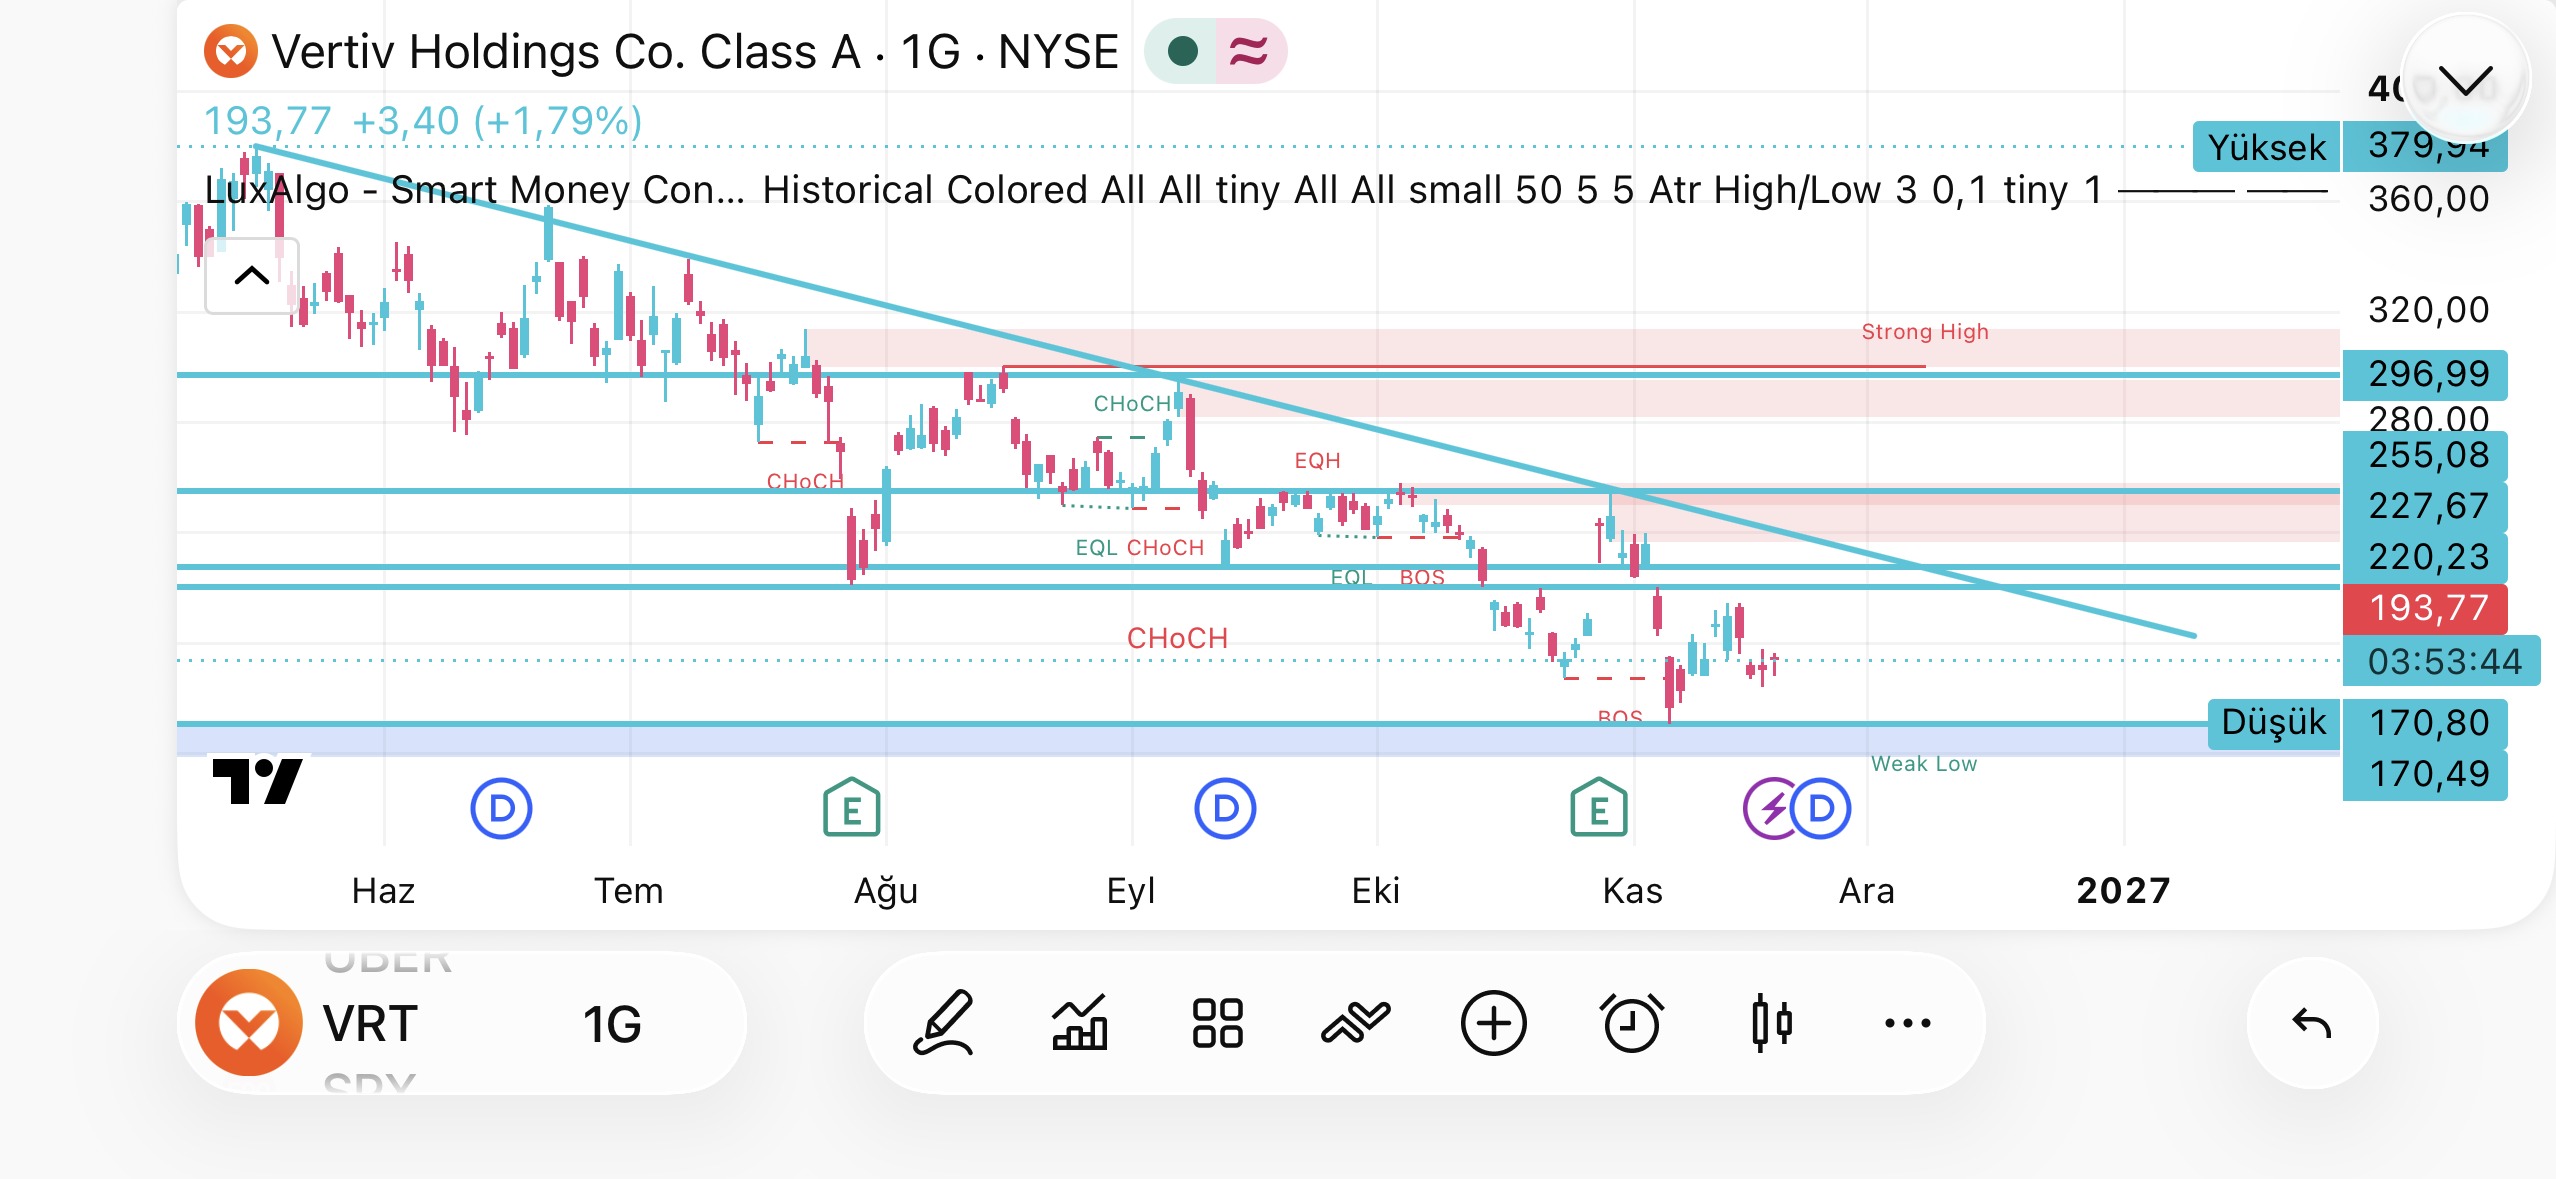 Vertiv Holdings Co. Class A · 1G · NYSE
193,77 +3,40 (+1,79%)
LuxAlgo - Smart Money Con... Historical Colored All All tiny All All small 50 5 5 Atr High/Low 3 0,1 tiny 1
Yüksek 379,94
360,00
320,00
Strong High
296,99
280,00
CHoCH
255,08
EQH
CHoCH
227,67
EQL CHoCH
220,23
EQL BOS
193,77
CHoCH
03:53:44
BOS
Düşük 170,80
Weak Low
170,49
D E D E D
Haz Tem Ağu Eyl Eki Kas Ara 2027
UBER
VRT 1G
SPY